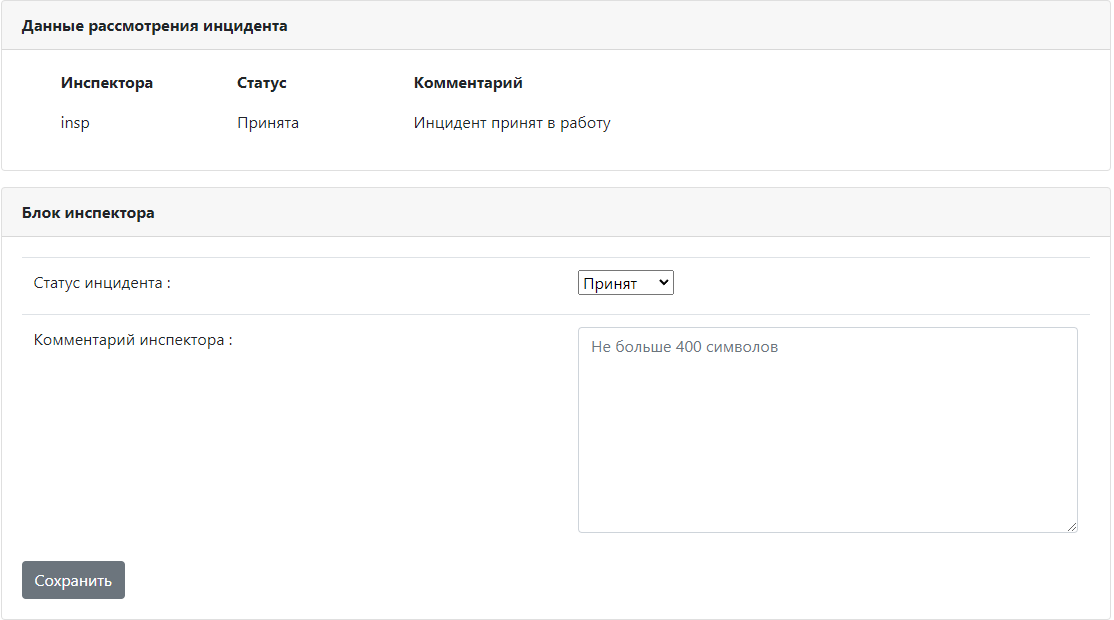 Данные рассмотрения инцидента
Инспектора Статус Комментарий
insp Принята Инцидент принят в работу
Блок инспектора
Статус инцидента : Принят
Комментарий инспектора : Не больше 400 символов
Сохранить